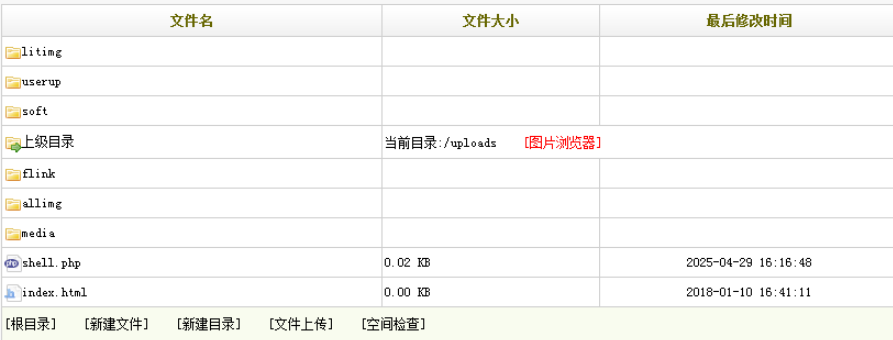 文件名 文件大小 最后修改时间
litimg
userup
soft
上级目录 当前目录:/uploads [图片浏览器]
flink
allimg
media
shell.php 0.02 KB 2025-04-29 16:16:48
index.html 0.00 KB 2018-01-10 16:41:11
[根目录] [新建文件] [新建目录] [文件上传] [空间检查]